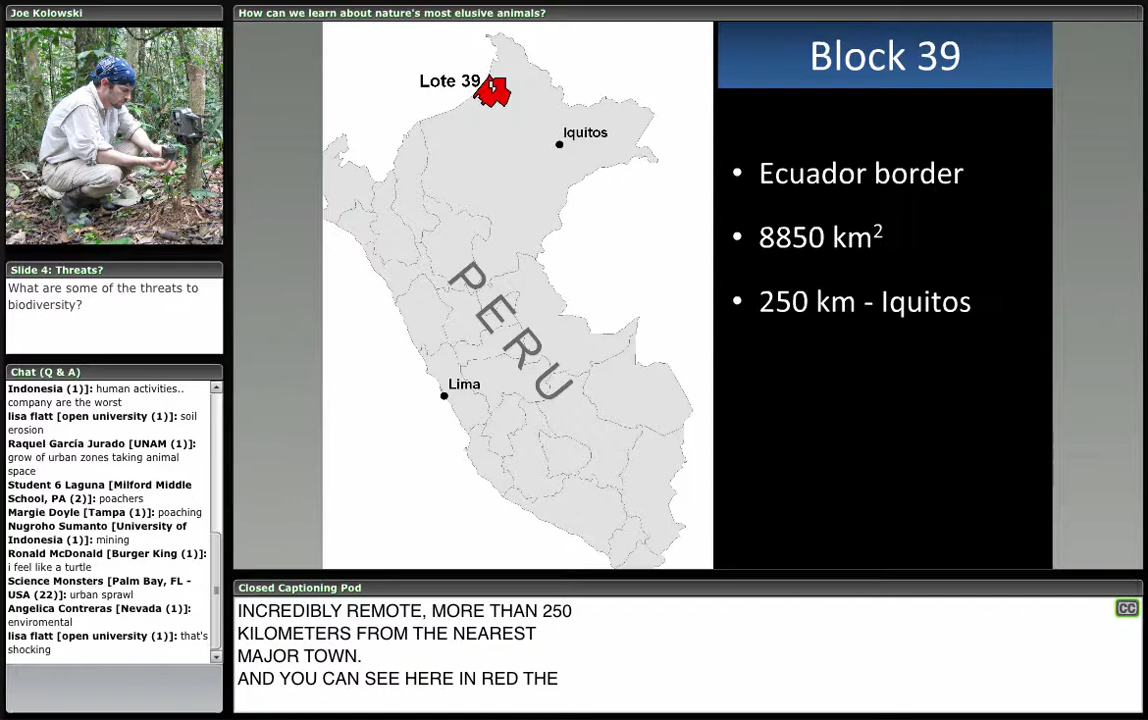 Joe Kolowski
How can we learn about nature's most elusive animals?
Lote 39
Iquitos
PERU
Lima
Block 39
• Ecuador border
• 8850 km²
• 250 km - Iquitos
Slide 4: Threats?
What are some of the threats to
biodiversity?
Chat (Q & A)
Indonesia (1)]: human activities..
company are the worst
lisa flatt [open university (1)]: soil
erosion
Raquel García Jurado [UNAM (1)]:
grow of urban zones taking animal
space
Student 6 Laguna [Milford Middle
School, PA (2)]: poachers
Margie Doyle [Tampa (1)]: poaching
Nugroho Sumanto [University of
Indonesia (1)]: mining
Ronald McDonald [Burger King (1)]:
i feel like a turtle
Science Monsters [Palm Bay, FL -
USA (22)]: urban sprawl
Angelica Contreras [Nevada (1)]:
enviromental
lisa flatt [open university (1)]: that's
shocking
Closed Captioning Pod
CC
INCREDIBLY REMOTE, MORE THAN 250
KILOMETERS FROM THE NEAREST
MAJOR TOWN.
AND YOU CAN SEE HERE IN RED THE